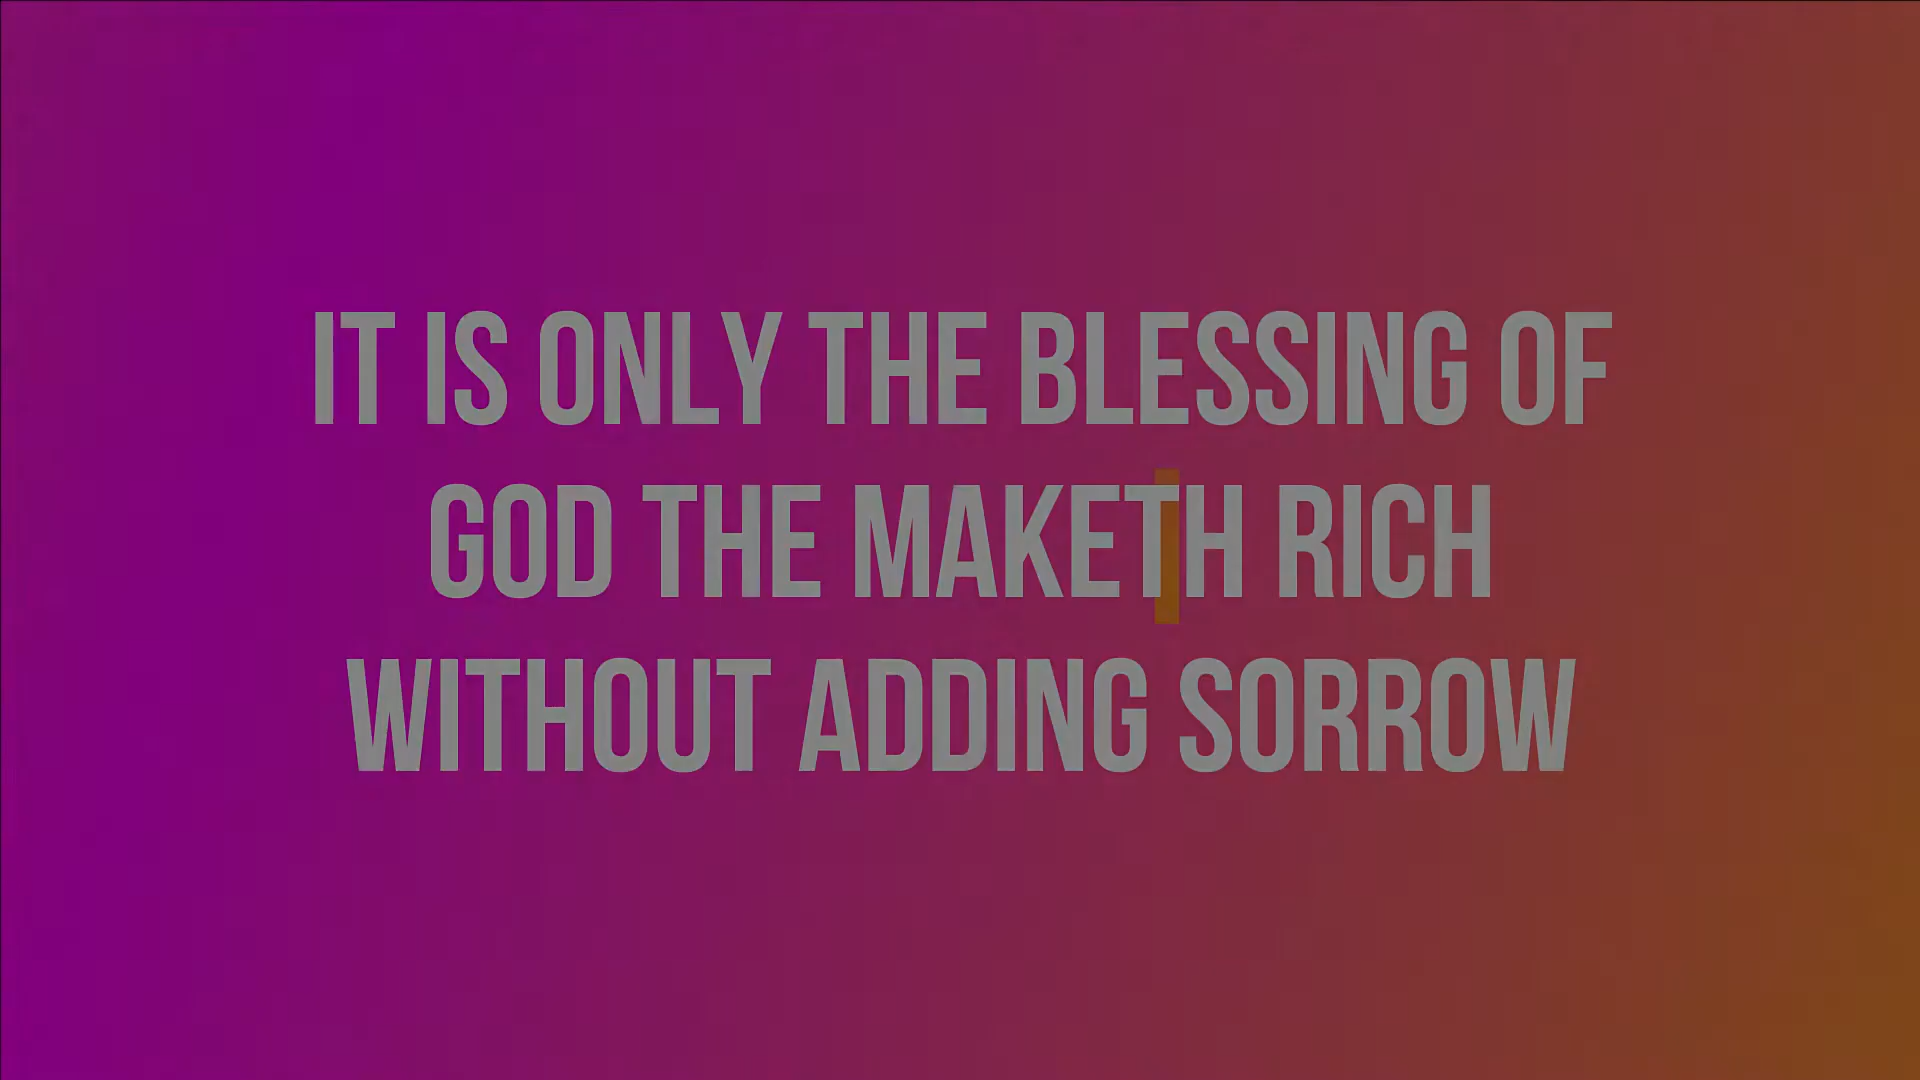 IT IS ONLY THE BLESSING OF
GOD THE MAKETH RICH
WITHOUT ADDING SORROW